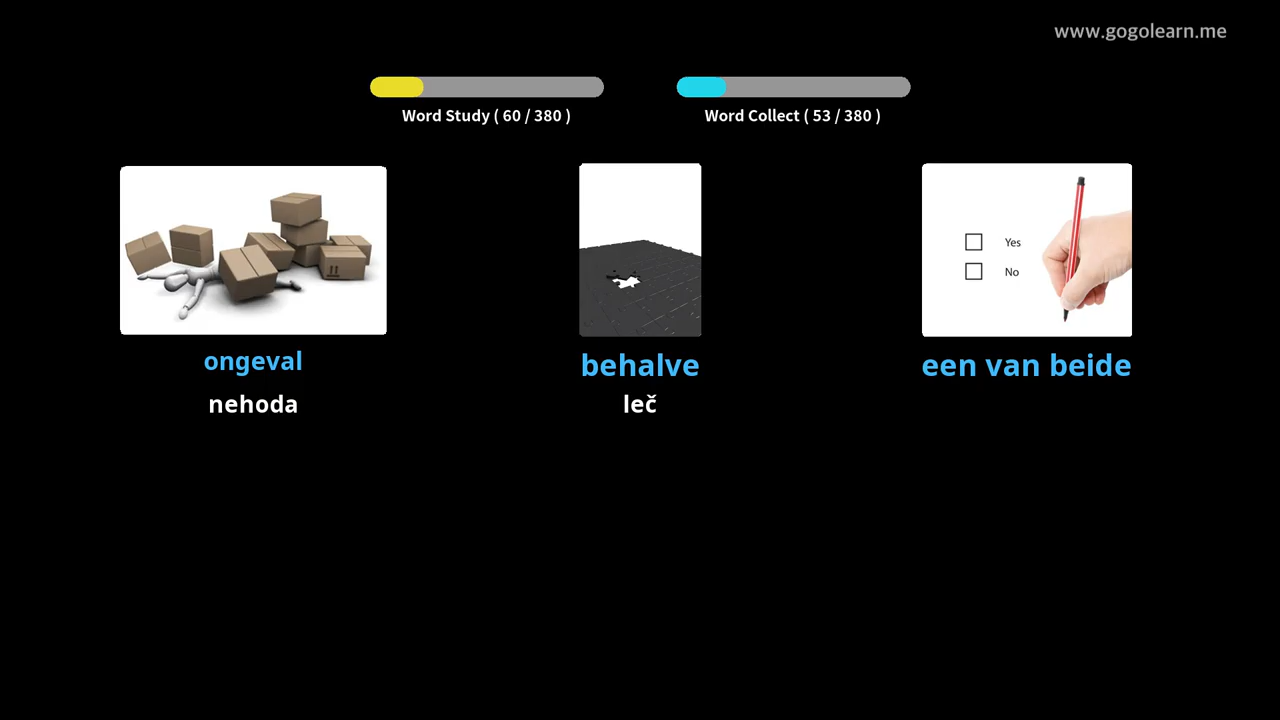 www.gogolearn.me
Word Study ( 60 / 380 )
Word Collect ( 53 / 380 )
Yes
No
ongeval
behalve
een van beide
nehoda
leč